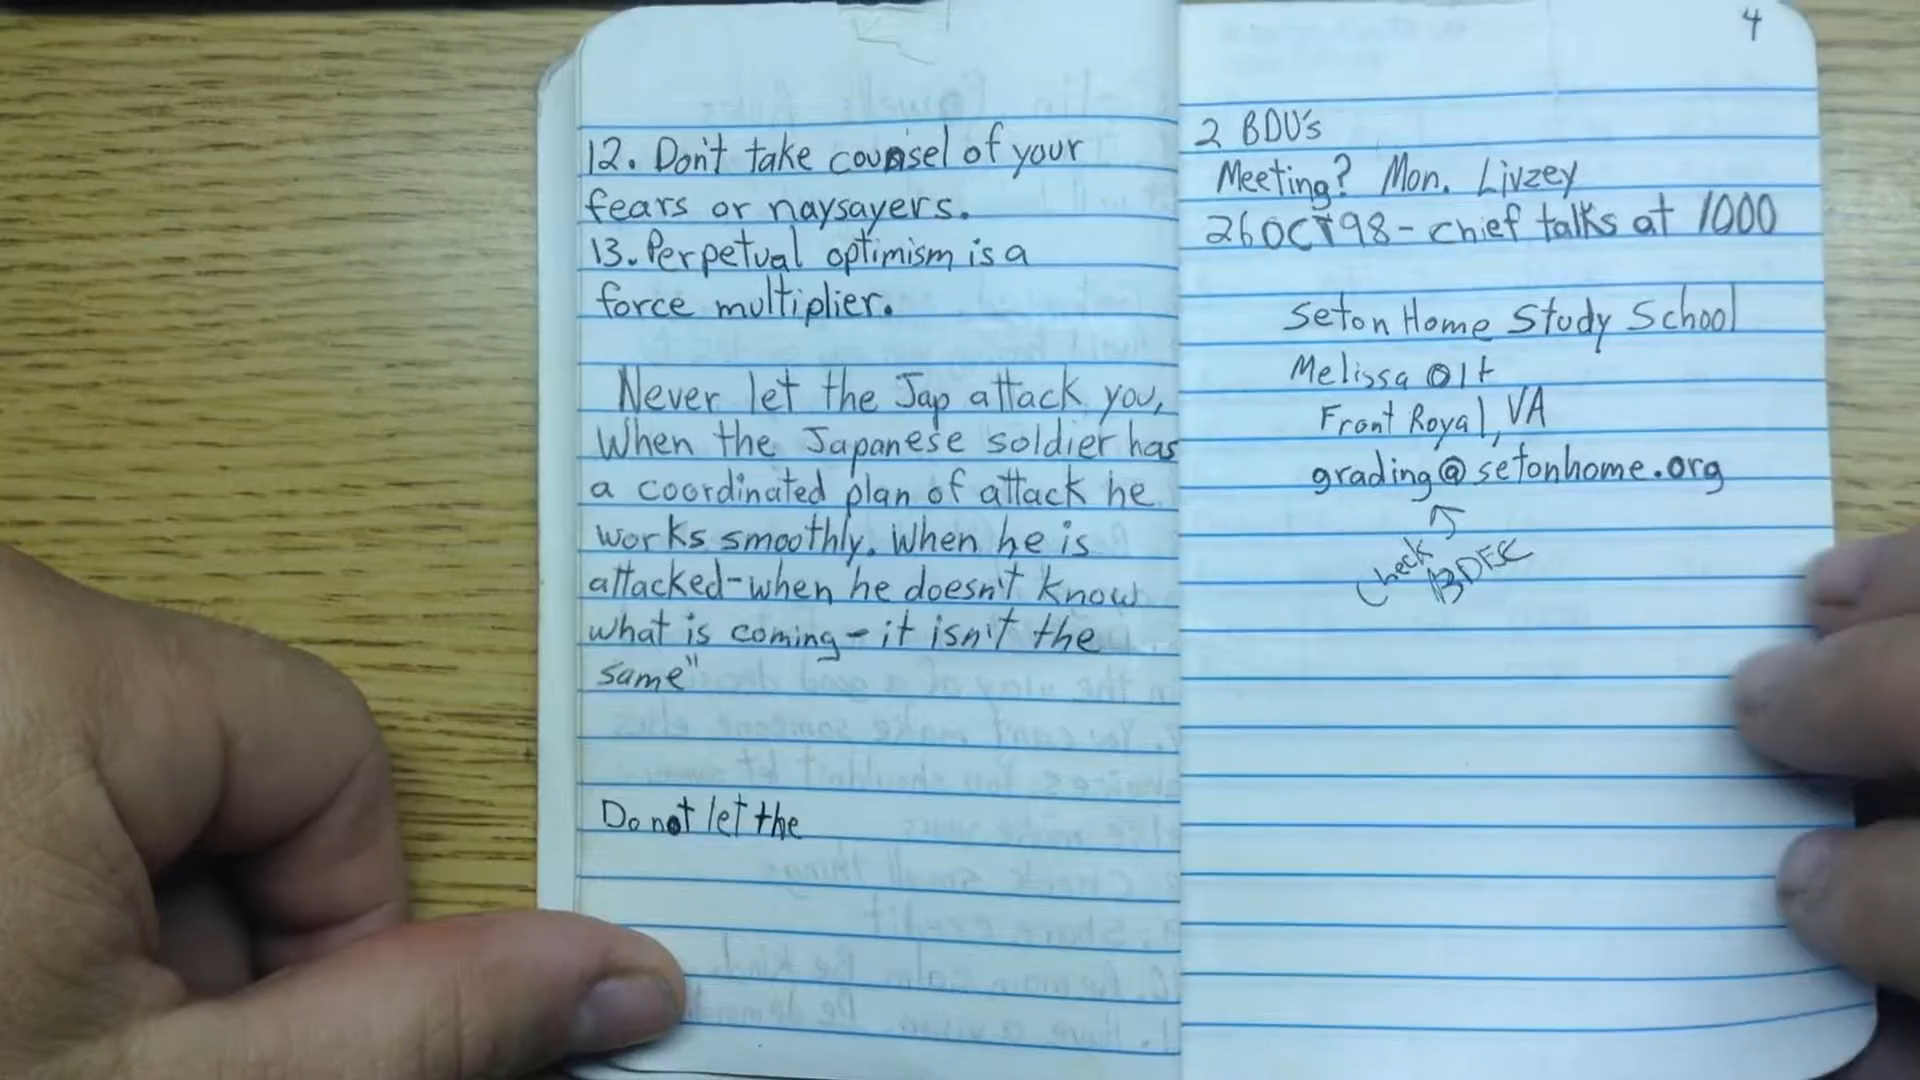 12. Don't take counsel of your
fears or naysayers.
13. Perpetual optimism is a
force multiplier.
Never let the Jap attack you,
When the Japanese soldier has
a coordinated plan of attack he
works smoothly. When he is
attacked-when he doesn't know
what is coming-it isn't the
same"
Do not let the
4
2 BDU's
Meeting? Mon. Livzey
26OCT98-chief talks at 1000
Seton Home Study School
Melissa Olt
Front Royal, VA
grading@setonhome.org
Check